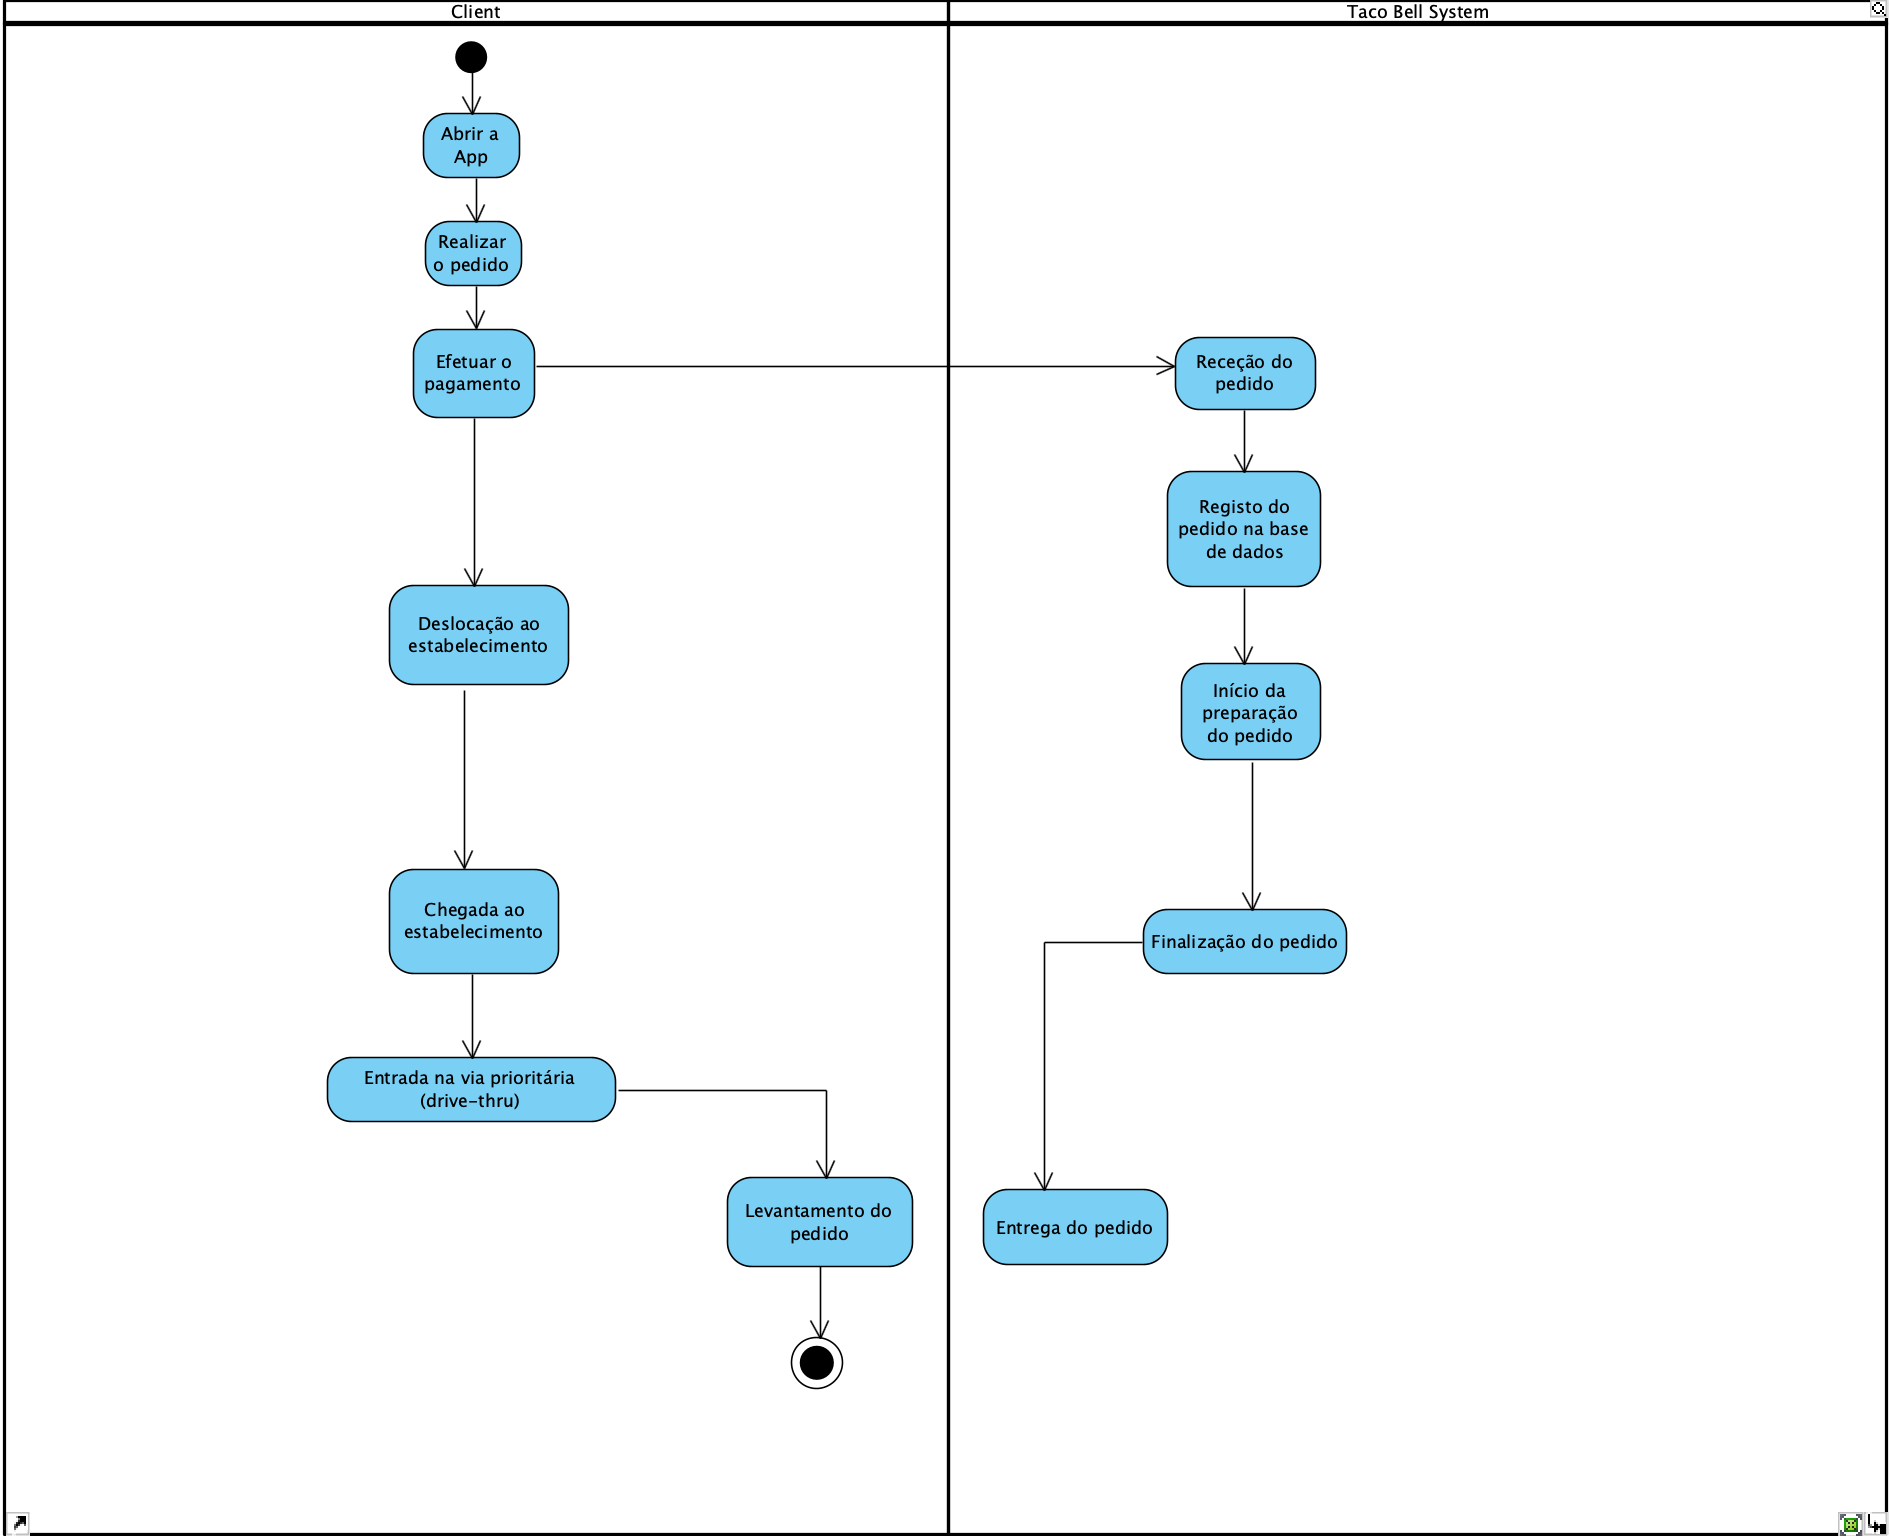 Client
Taco Bell System
Abrir a
App
Realizar
o pedido
Efetuar o
pagamento
Receção do
pedido
Registo do
pedido na base
de dados
Deslocação ao
estabelecimento
Início da
preparação
do pedido
Chegada ao
estabelecimento
Finalização do pedido
Entrada na via prioritária
(drive-thru)
Levantamento do
pedido
Entrega do pedido